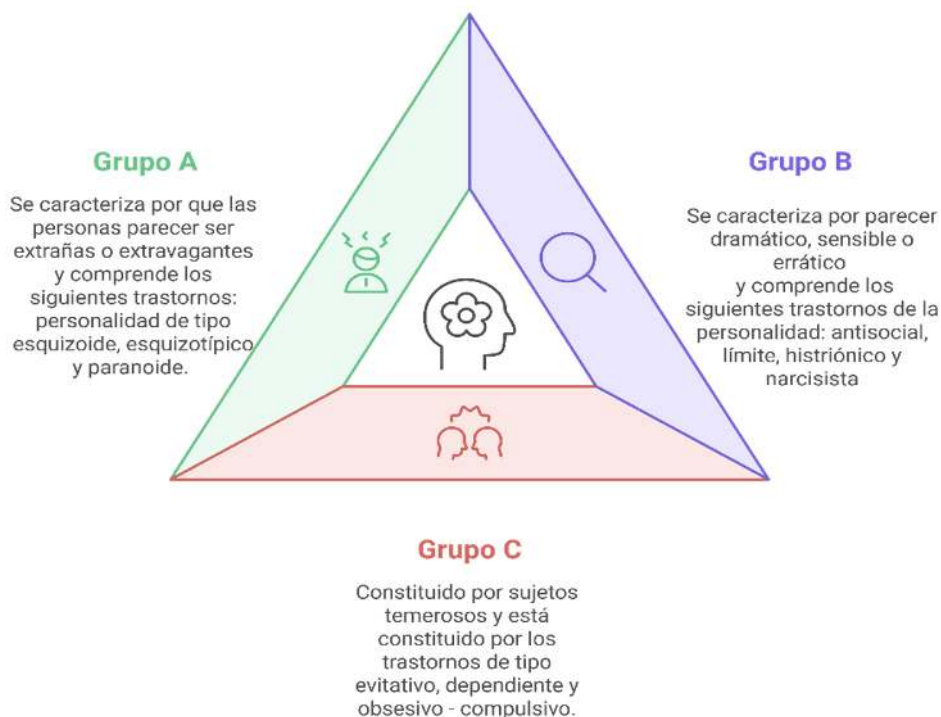 Grupo A
Se caracteriza por que las
personas parecer ser
extrañas o extravagantes
y comprende los
siguientes trastornos:
personalidad de tipo
esquizoide, esquizotípico
y paranoide.
Grupo B
Se caracteriza por parecer
dramático, sensible o
errático
y comprende los
siguientes trastornos de la
personalidad: antisocial,
límite, histriónico y
narcisista
Grupo C
Constituido por sujetos
temerosos y está
constituido por los
trastornos de tipo
evitativo, dependiente y
obsesivo - compulsivo.